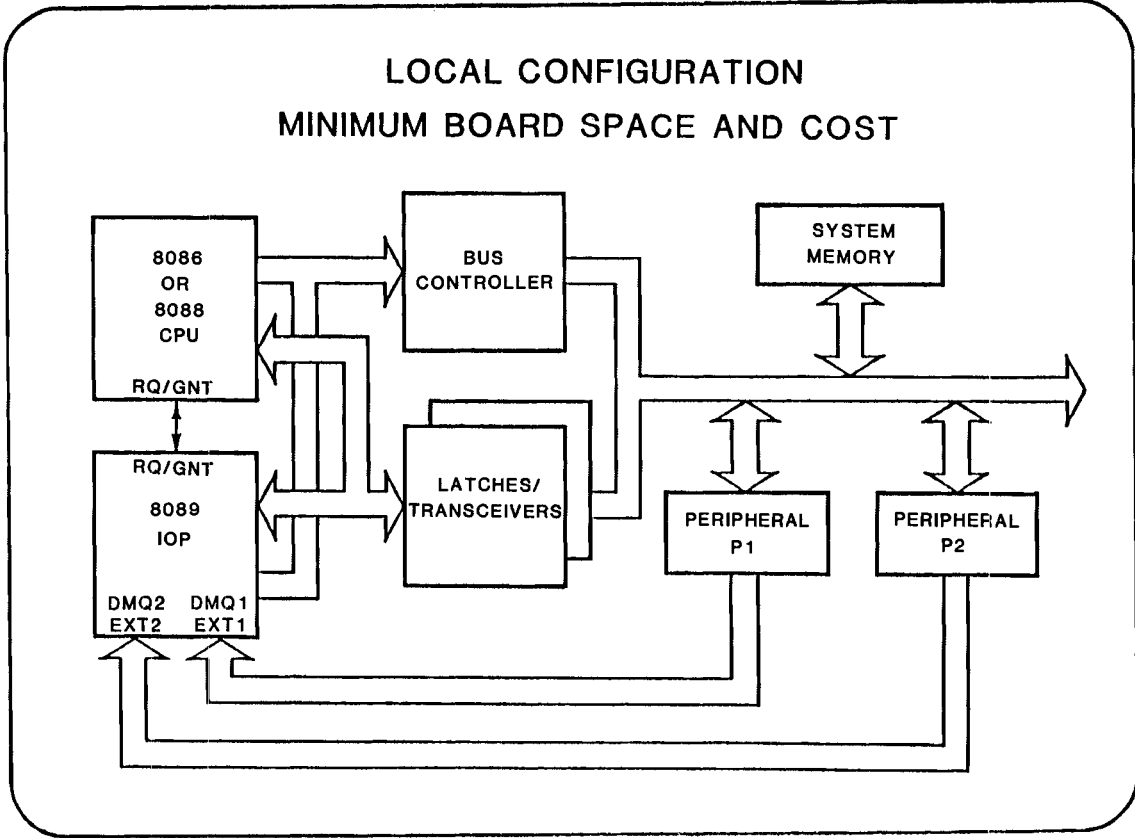 LOCAL CONFIGURATION
MINIMUM BOARD SPACE AND COST
8086
OR
8088
CPU
RQ/GNT
BUS
CONTROLLER
SYSTEM
MEMORY
RQ/GNT
8089
IOP
DMQ2 DMQ1
EXT2 EXT1
LATCHES/
TRANSCEIVERS
PERIPHERAL
P1
PERIPHERAL
P2